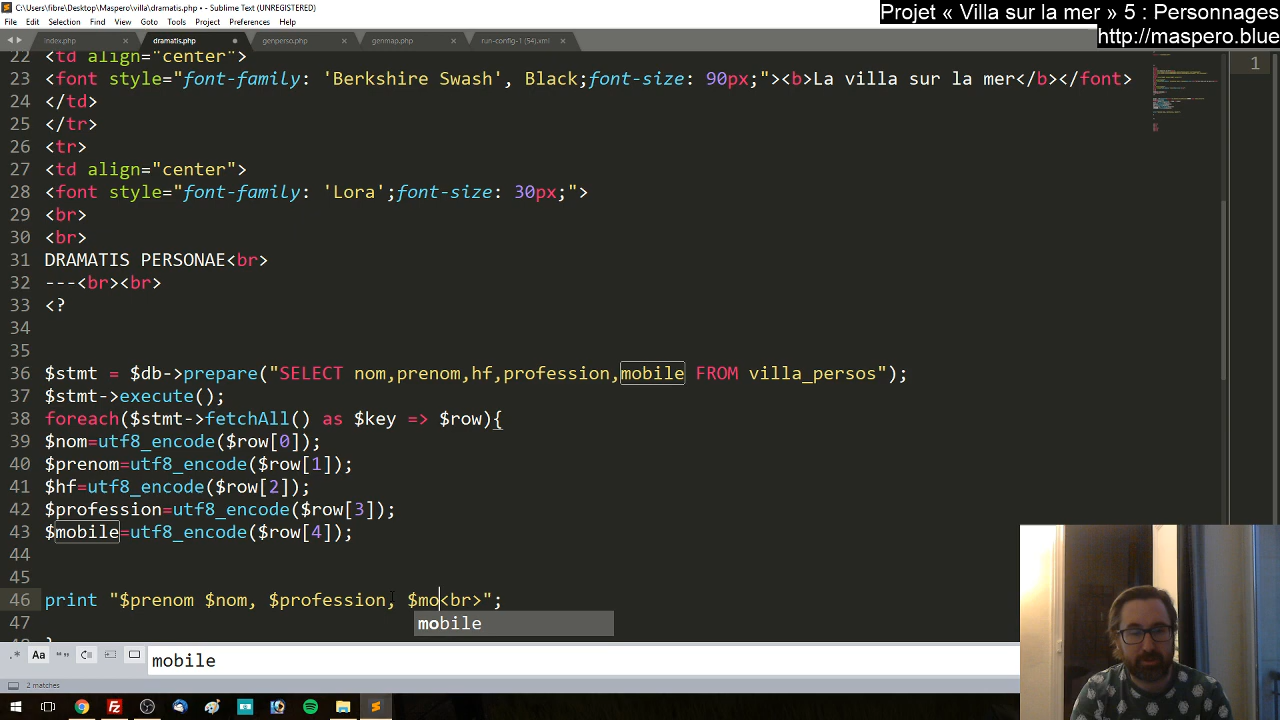 C:\Users\fibre\Desktop\Maspero\villa\dramatis.php • - Sublime Text (UNREGISTERED)
Projet « Villa sur la mer » 5 : Personnages
File Edit Selection Find View Goto Tools Project Preferences Help
http://maspero.blue
index.php dramatis.php genperso.php genmap.php run-config-1 (54).xml
22 <td align="center">
23 <font style="font-family: 'Berkshire Swash', Black;font-size: 90px;"><b>La villa sur la mer</b></font>
24 </td>
25 </tr>
26 <tr>
27 <td align="center">
28 <font style="font-family: 'Lora';font-size: 30px;">
29 <br>
30 <br>
31 DRAMATIS PERSONAE<br>
32 ---<br><br>
33 <?
34
35
36 $stmt = $db->prepare("SELECT nom,prenom,hf,profession,mobile FROM villa_persos");
37 $stmt->execute();
38 foreach($stmt->fetchAll() as $key => $row){
39 $nom=utf8_encode($row[0]);
40 $prenom=utf8_encode($row[1]);
41 $hf=utf8_encode($row[2]);
42 $profession=utf8_encode($row[3]);
43 $mobile=utf8_encode($row[4]);
44
45
46 print "$prenom $nom, $profession, $mo<br>";
47
mobile
1
.* Aa “”
mobile
2 matches